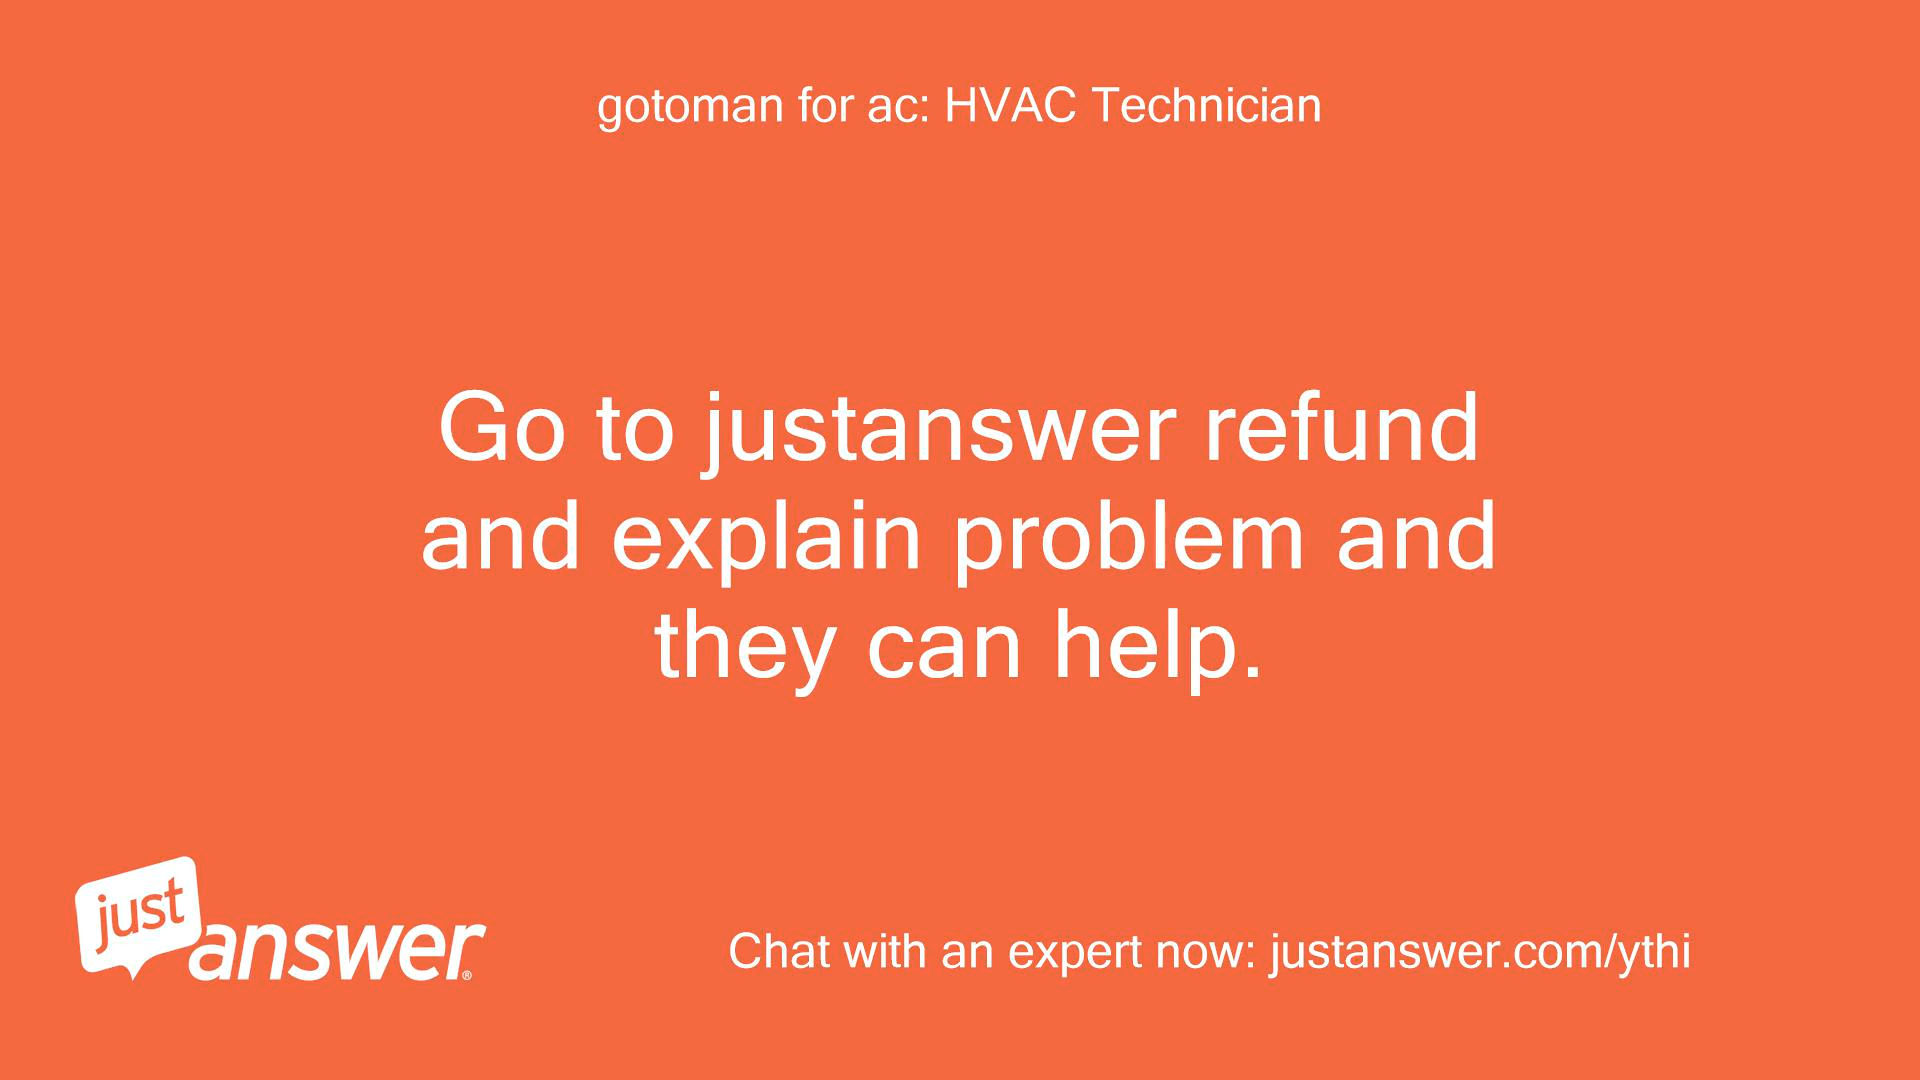 gotoman for ac: HVAC Technician
Go to justanswer refund
and explain problem and
they can help.
just
answer®
Chat with an expert now: justanswer.com/ythi